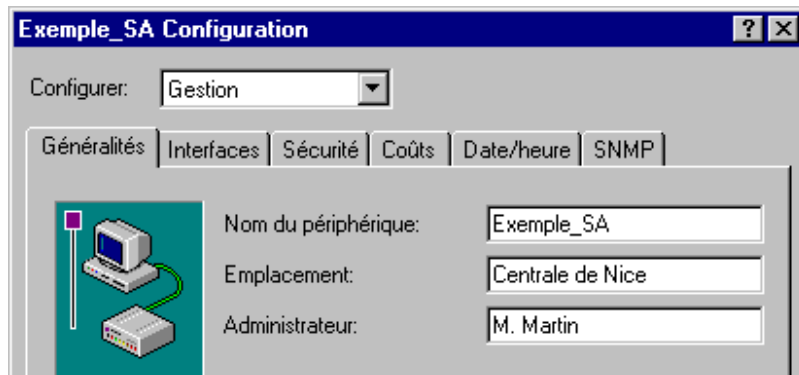 Exemple_SA Configuration
Configurer: Gestion
Généralités Interfaces Sécurité Coûts Date/heure SNMP
Nom du périphérique: Exemple_SA
Emplacement: Centrale de Nice
Administrateur: M. Martin